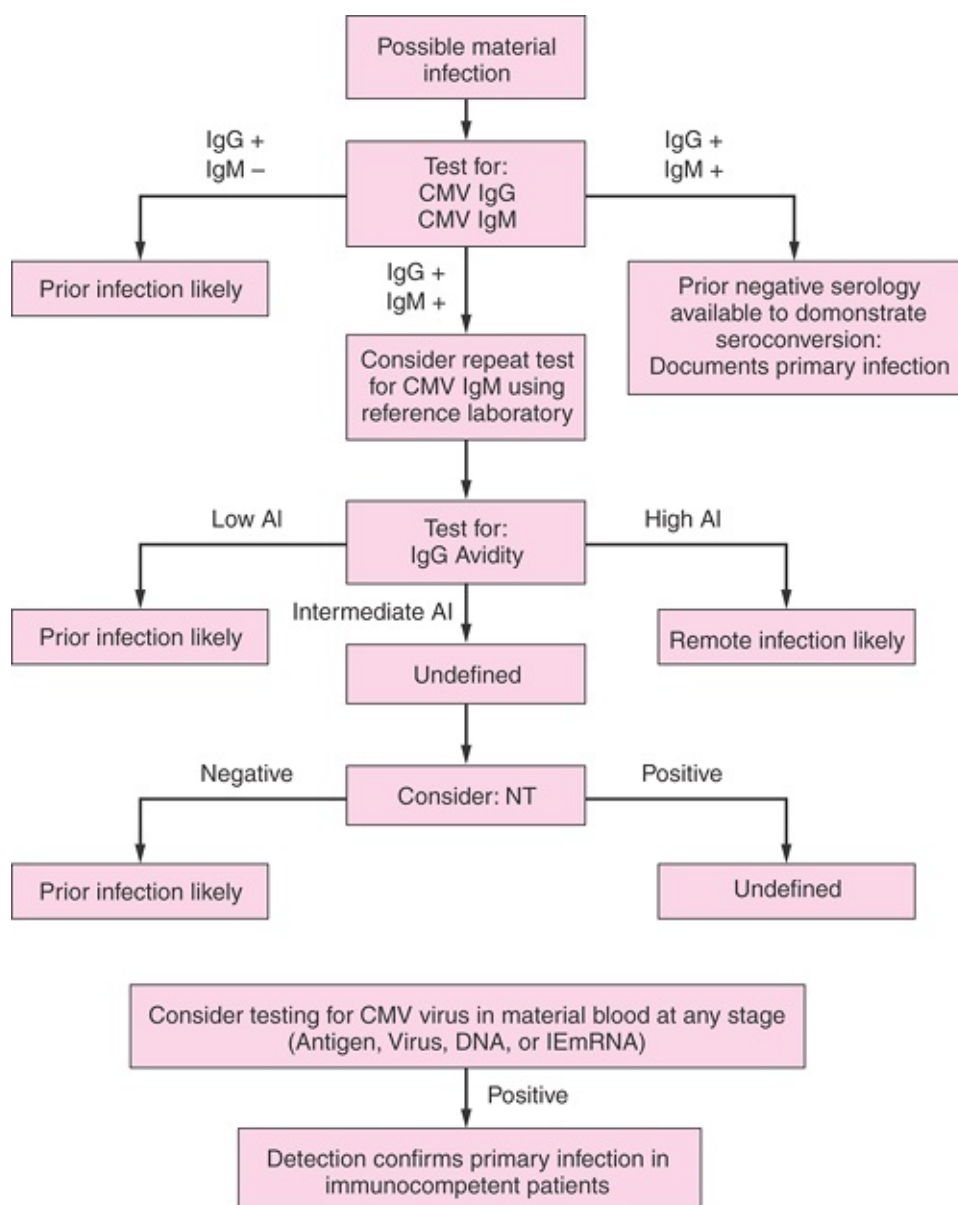 Possible material
infection
IgG +
IgM –
Test for:
CMV IgG
CMV IgM
IgG +
IgM +
Prior infection likely
IgG +
IgM +
Prior negative serology
available to domonstrate
seroconversion:
Documents primary infection
Consider repeat test
for CMV IgM using
reference laboratory
Low AI
Test for:
IgG Avidity
High AI
Prior infection likely
Intermediate AI
Remote infection likely
Undefined
Negative
Consider: NT
Positive
Prior infection likely
Undefined
Consider testing for CMV virus in material blood at any stage
(Antigen, Virus, DNA, or IEmRNA)
Positive
Detection confirms primary infection in
immunocompetent patients